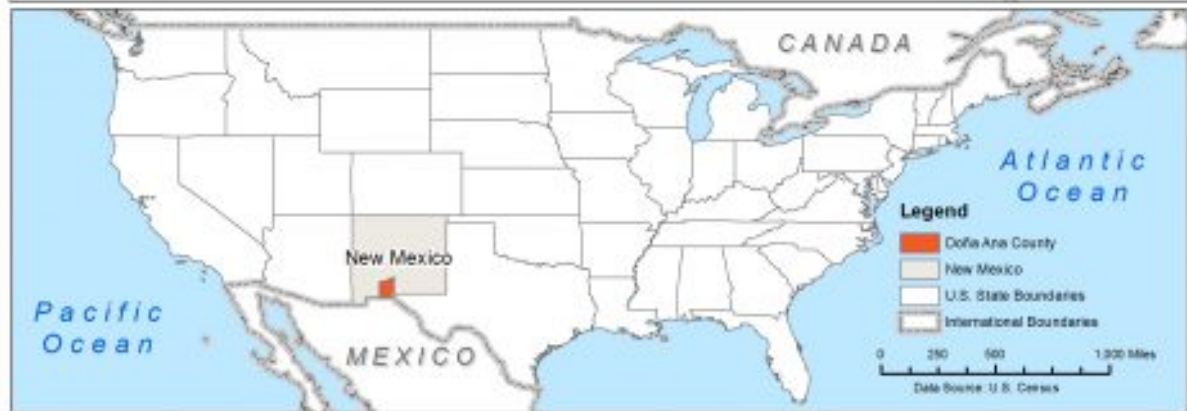 CANADA
Atlantic
Ocean
Legend
Doña Ana County
New Mexico
New Mexico
U.S. State Boundaries
Pacific
Ocean
MEXICO
International Boundaries
0 250 500 1,000 Miles
Data Source: U.S. Census